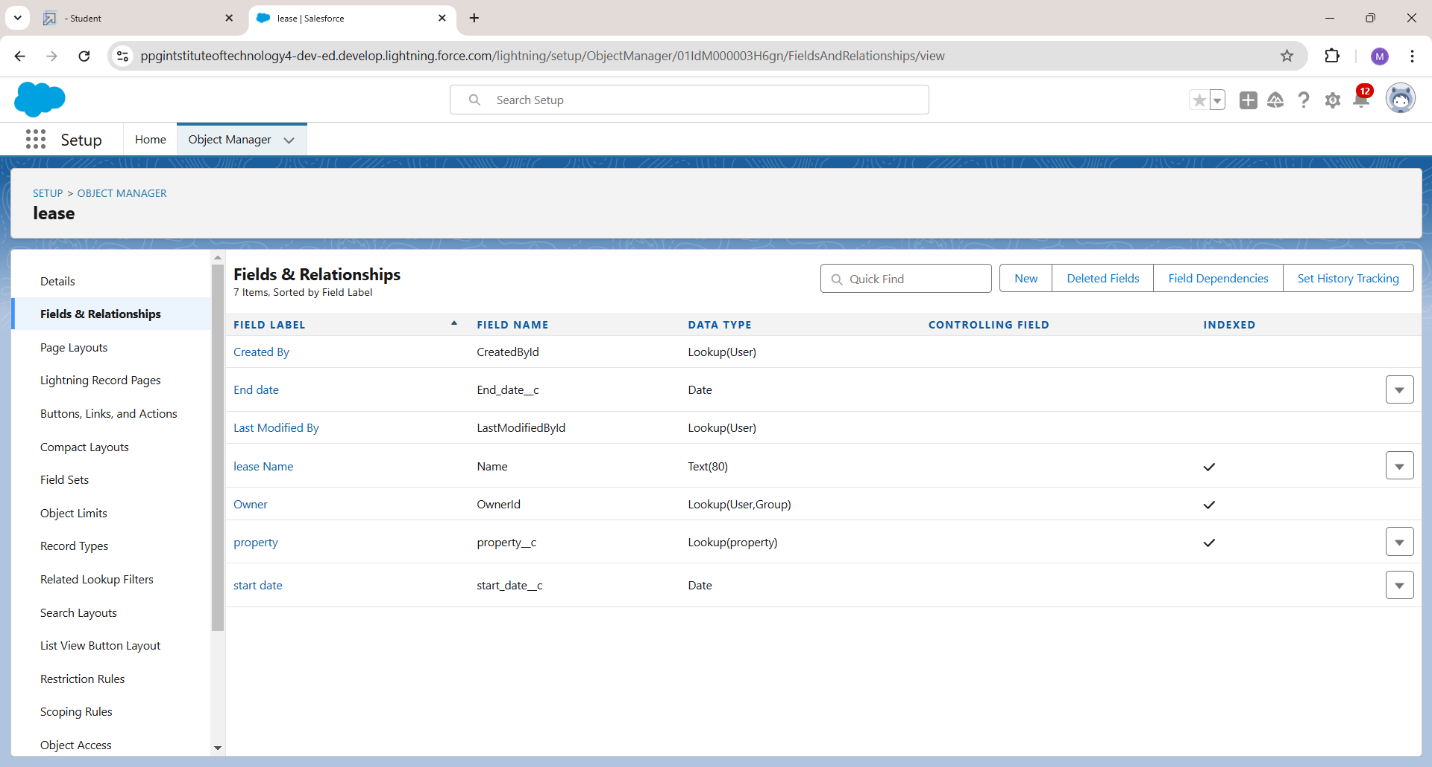 - Student
lease | Salesforce
ppgintstituteoftechnology4-dev-ed.develop.lightning.force.com/lightning/setup/ObjectManager/01IdM000003H6gn/FieldsAndRelationships/view
M
Search Setup
12
Setup
Home
Object Manager
SETUP > OBJECT MANAGER
lease
Details
Fields & Relationships
Page Layouts
Lightning Record Pages
Buttons, Links, and Actions
Compact Layouts
Field Sets
Object Limits
Record Types
Related Lookup Filters
Search Layouts
List View Button Layout
Restriction Rules
Scoping Rules
Object Access
Fields & Relationships
7 Items, Sorted by Field Label
Quick Find
New
Deleted Fields
Field Dependencies
Set History Tracking
FIELD LABEL FIELD NAME DATA TYPE CONTROLLING FIELD INDEXED
Created By CreatedById Lookup(User)
End date End_date__c Date
Last Modified By LastModifiedById Lookup(User)
lease Name Name Text(80)
Owner OwnerId Lookup(User,Group)
property property__c Lookup(property)
start date start_date__c Date